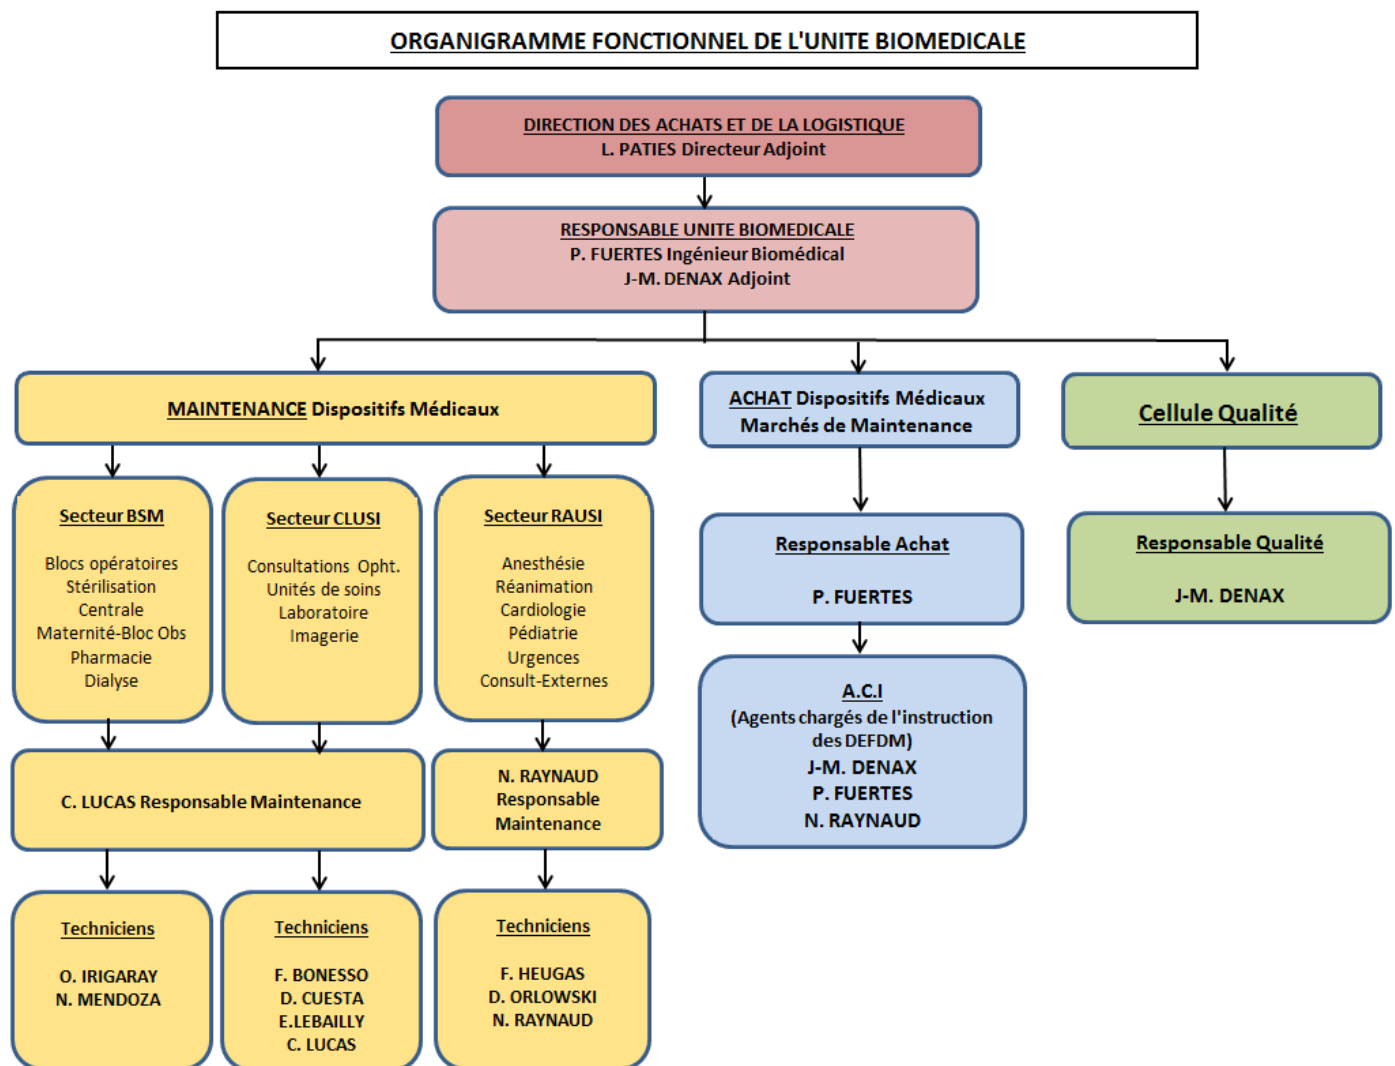 ORGANIGRAMME FONCTIONNEL DE L'UNITE BIOMEDICALE
DIRECTION DES ACHATS ET DE LA LOGISTIQUE
L. PATIES Directeur Adjoint
RESPONSABLE UNITE BIOMEDICALE
P. FUERTES Ingénieur Biomédical
J-M. DENAX Adjoint
MAINTENANCE Dispositifs Médicaux
ACHAT Dispositifs Médicaux
Marchés de Maintenance
Cellule Qualité
Secteur BSM
Blocs opératoires
Stérilisation
Centrale
Maternité-Bloc Obs
Pharmacie
Dialyse
Secteur CLUSI
Consultations Opht.
Unités de soins
Laboratoire
Imagerie
Secteur RAUSI
Anesthésie
Réanimation
Cardiologie
Pédiatrie
Urgences
Consult-Externes
Responsable Achat
P. FUERTES
Responsable Qualité
J-M. DENAX
A.C.I
(Agents chargés de l'instruction
des DEFDM)
J-M. DENAX
P. FUERTES
N. RAYNAUD
C. LUCAS Responsable Maintenance
N. RAYNAUD
Responsable
Maintenance
Techniciens
O. IRIGARAY
N. MENDOZA
Techniciens
F. BONESSO
D. CUESTA
E.LEBAILLY
C. LUCAS
Techniciens
F. HEUGAS
D. ORLOWSKI
N. RAYNAUD